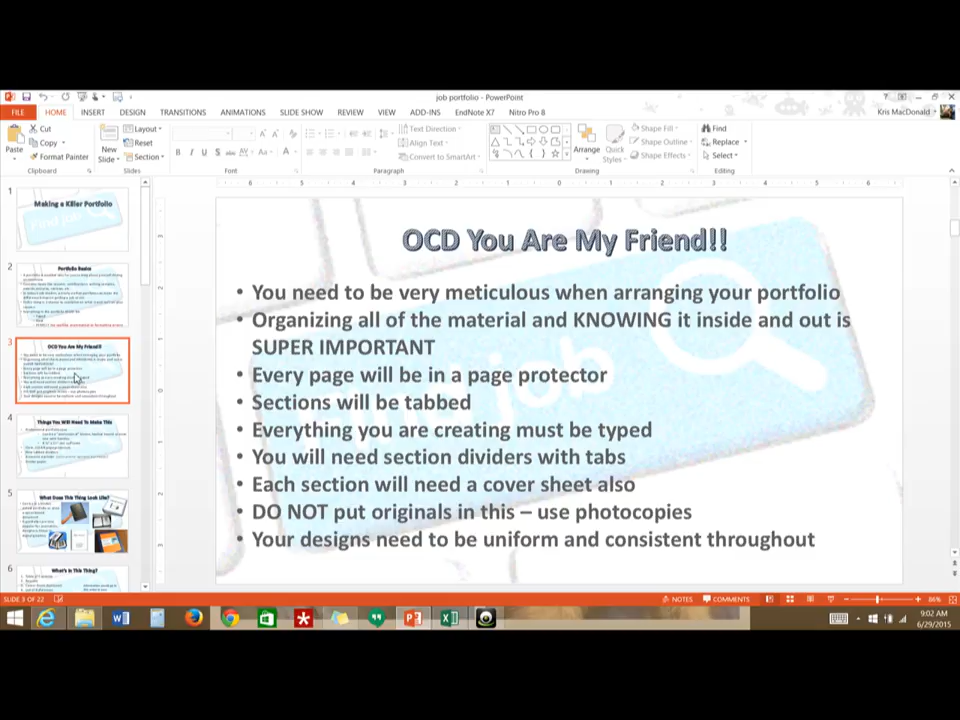 job portfolio - PowerPoint
Kris MacDonald
FILE HOME INSERT DESIGN TRANSITIONS ANIMATIONS SLIDE SHOW REVIEW VIEW ADD-INS EndNote X7 Nitro Pro 8
Paste
Cut
Copy
Format Painter
Clipboard
New
Slide
Layout
Reset
Section
Slides
Font
Text Direction
Align Text
Convert to SmartArt
Paragraph
Arrange
Quick
Styles
Shape Fill
Shape Outline
Shape Effects
Drawing
Find
Replace
Select
Editing
1
Making a Killer Portfolio
2
Portfolio Basics
3
OCD You Are My Friend!!
4
Things You Will Need To Make This
5
What Does This Thing Look Like?
6
What's In This Thing?
OCD You Are My Friend!!
• You need to be very meticulous when arranging your portfolio
• Organizing all of the material and KNOWING it inside and out is
SUPER IMPORTANT
• Every page will be in a page protector
• Sections will be tabbed
• Everything you are creating must be typed
• You will need section dividers with tabs
• Each section will need a cover sheet also
• DO NOT put originals in this – use photocopies
• Your designs need to be uniform and consistent throughout
SLIDE 3 OF 22
NOTES
COMMENTS
86%
9:02 AM
6/29/2015